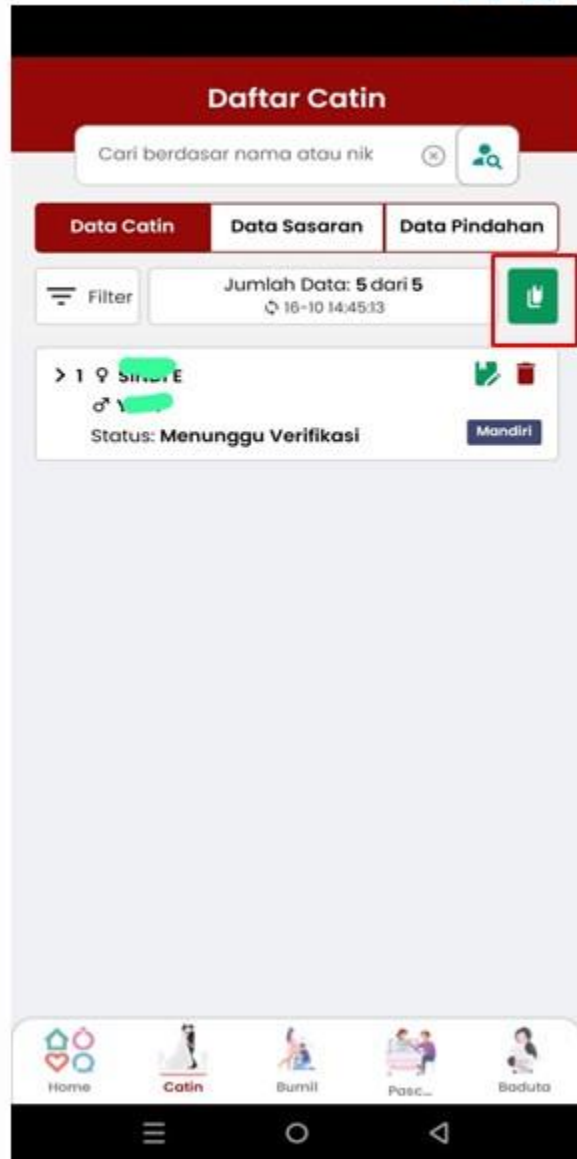 Daftar Catin
Cari berdasar nama atau nik
Data Catin Data Sasaran Data Pindahan
Filter
Jumlah Data: 5 dari 5
16-10 14:45:13
> 1 E
Status: Menunggu Verifikasi
Mandiri
Home Catin Bumil Pasc... Baduta